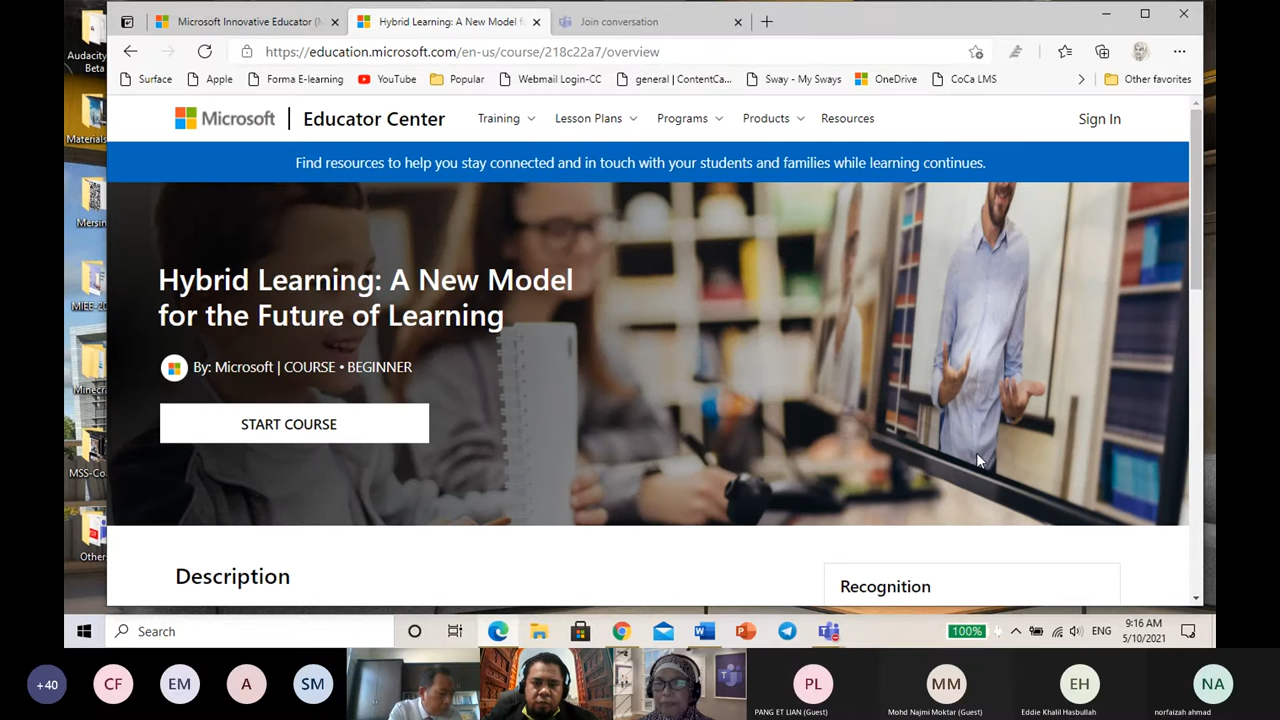 Audacity
Beta
Materials
Mersin
MIEE-20
Minecr
MSS-Co
Others
Microsoft Innovative Educator (M
Hybrid Learning: A New Model f
Join conversation
https://education.microsoft.com/en-us/course/218c22a7/overview
Surface
Apple
Forma E-learning
YouTube
Popular
Webmail Login-CC
general | ContentCa...
Sway - My Sways
OneDrive
CoCa LMS
Other favorites
Microsoft | Educator Center
Training
Lesson Plans
Programs
Products
Resources
Sign In
Find resources to help you stay connected and in touch with your students and families while learning continues.
Hybrid Learning: A New Model
for the Future of Learning
By: Microsoft | COURSE • BEGINNER
START COURSE
Description
Recognition
Search
100%
ENG
9:16 AM
5/10/2021
+40
CF
EM
A
SM
PL
PANG ET LIAN (Guest)
MM
Mohd Najmi Moktar (Guest)
EH
Eddie Khalil Hasbullah
NA
norfaizah ahmad